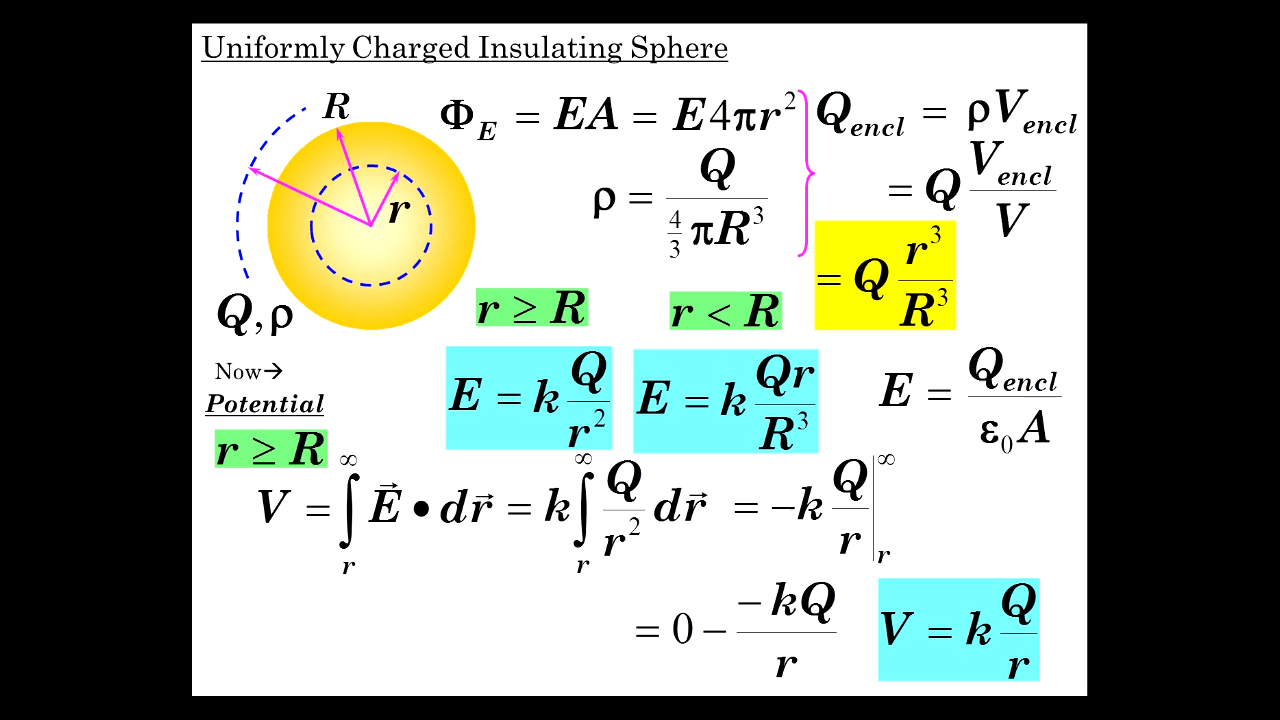 Uniformly Charged Insulating Sphere
R
r
Q, ρ
Φ_E = EA = E4πr²
ρ = Q / (4/3 πR³)
Q_encl = ρV_encl
= Q V_encl / V
= Q r³ / R³
r ≥ R
r < R
Now→
Potential
r ≥ R
E = k Q / r²
E = k Qr / R³
E = Q_encl / ε₀A
V = ∫_r^∞ E⃗ • dr⃗ = k ∫_r^∞ Q / r² dr⃗ = −k Q / r |_r^∞
= 0 − −kQ / r
V = k Q / r